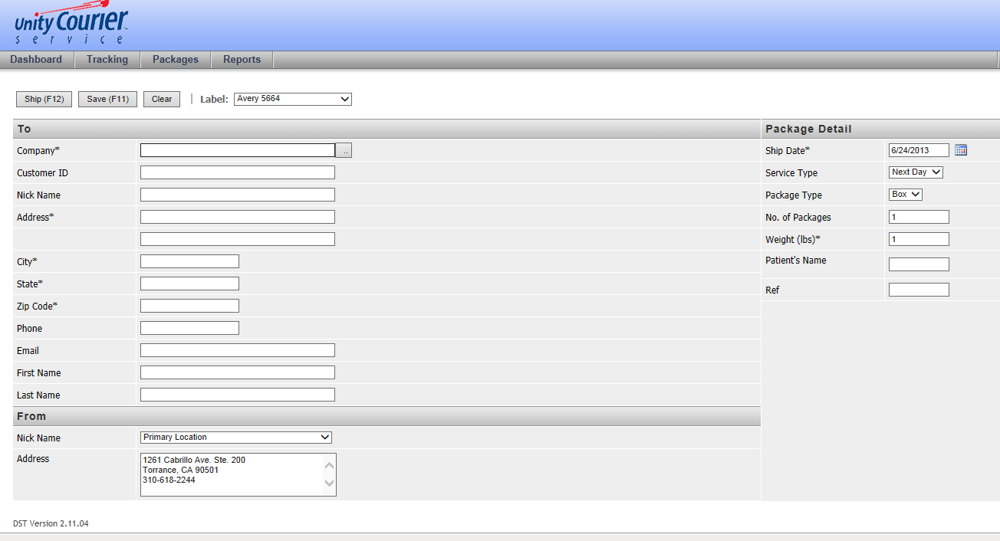 Unity Courier™
service
Dashboard Tracking Packages Reports
Ship (F12) Save (F11) Clear | Label: Avery 5664
To
Company* ..
Customer ID
Nick Name
Address*
City*
State*
Zip Code*
Phone
Email
First Name
Last Name
From
Nick Name Primary Location
Address 1261 Cabrillo Ave. Ste. 200
Torrance, CA 90501
310-618-2244
Package Detail
Ship Date* 6/24/2013
Service Type Next Day
Package Type Box
No. of Packages 1
Weight (lbs)* 1
Patient's Name
Ref
DST Version 2.11.04